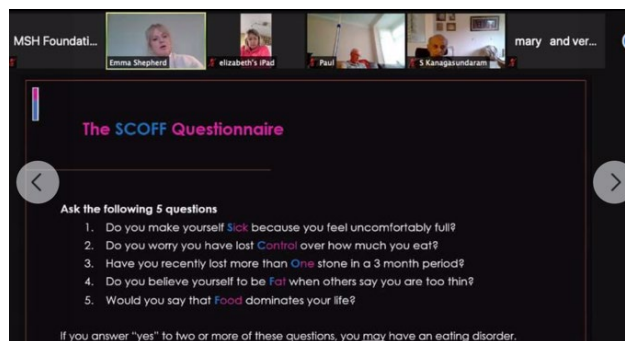 MSH Foundati...
Emma Shepherd
elizabeth's iPad
Paul
S Kanagasundaram
mary and ver...
The SCOFF Questionnaire
Ask the following 5 questions
1. Do you make yourself Sick because you feel uncomfortably full?
2. Do you worry you have lost Control over how much you eat?
3. Have you recently lost more than One stone in a 3 month period?
4. Do you believe yourself to be Fat when others say you are too thin?
5. Would you say that Food dominates your life?
If you answer "yes" to two or more of these questions, you may have an eating disorder.